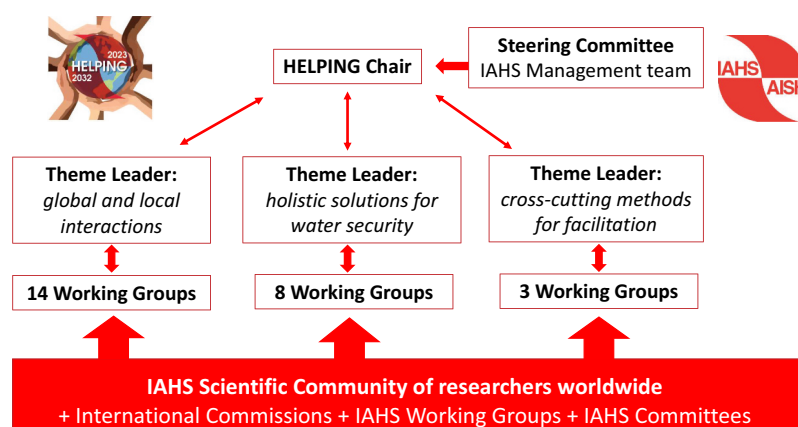 2023
HELPING
2032
HELPING Chair
Steering Committee
IAHS Management team
IAHS
AISH
Theme Leader:
global and local
interactions
Theme Leader:
holistic solutions for
water security
Theme Leader:
cross-cutting methods
for facilitation
14 Working Groups
8 Working Groups
3 Working Groups
IAHS Scientific Community of researchers worldwide
+ International Commissions + IAHS Working Groups + IAHS Committees